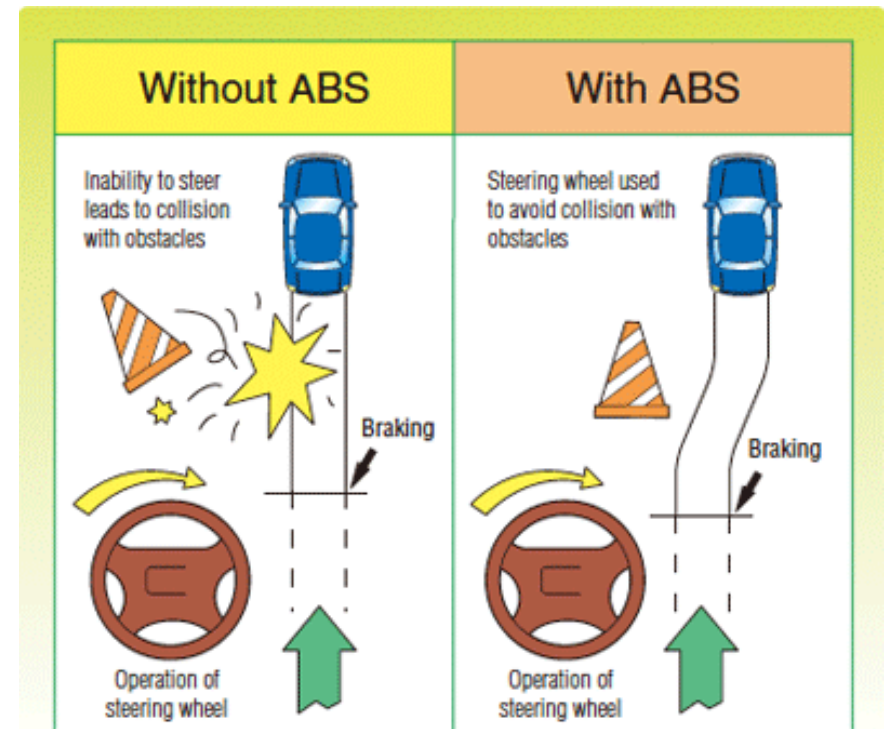 Without ABS
With ABS
Inability to steer
leads to collision
with obstacles
Steering wheel used
to avoid collision with
obstacles
Braking
Braking
Operation of
steering wheel
Operation of
steering wheel